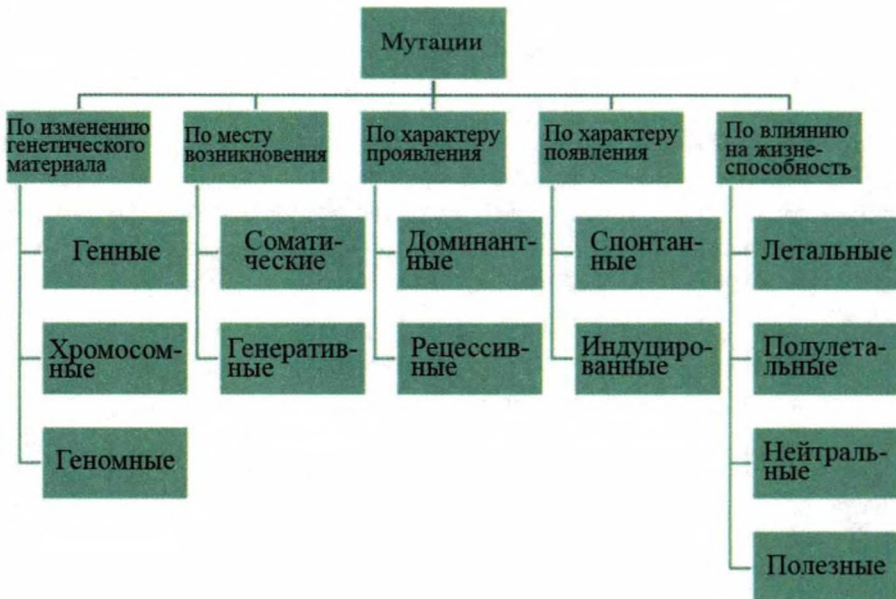 Мутации
По изменению
генетического
материала
По месту
возникновения
По характеру
проявления
По характеру
появления
По влиянию
на жизне-
способность
Генные
Хромосом-
ные
Геномные
Сомати-
ческие
Генератив-
ные
Доминант-
ные
Рецессив-
ные
Спонтан-
ные
Индуциро-
ванные
Летальные
Полулета-
льные
Нейтраль-
ные
Полезные